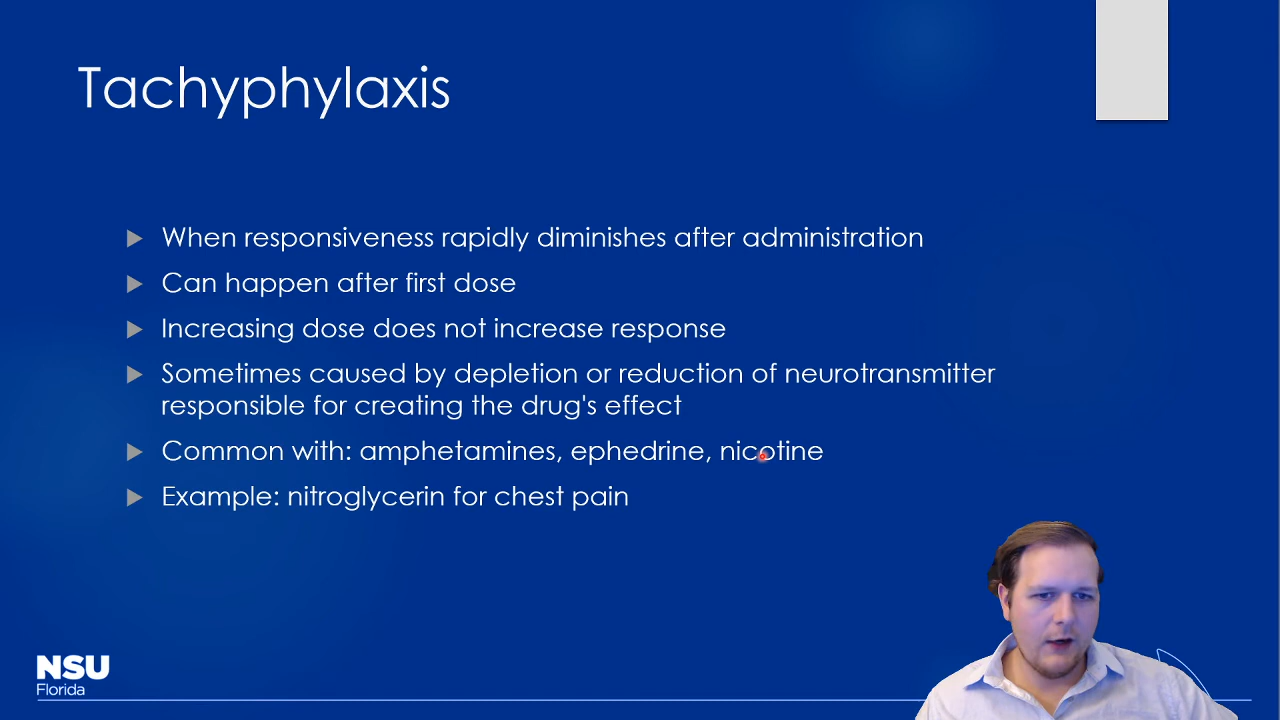 Tachyphylaxis
When responsiveness rapidly diminishes after administration
Can happen after first dose
Increasing dose does not increase response
Sometimes caused by depletion or reduction of neurotransmitter
responsible for creating the drug's effect
Common with: amphetamines, ephedrine, nicotine
Example: nitroglycerin for chest pain
NSU
Florida